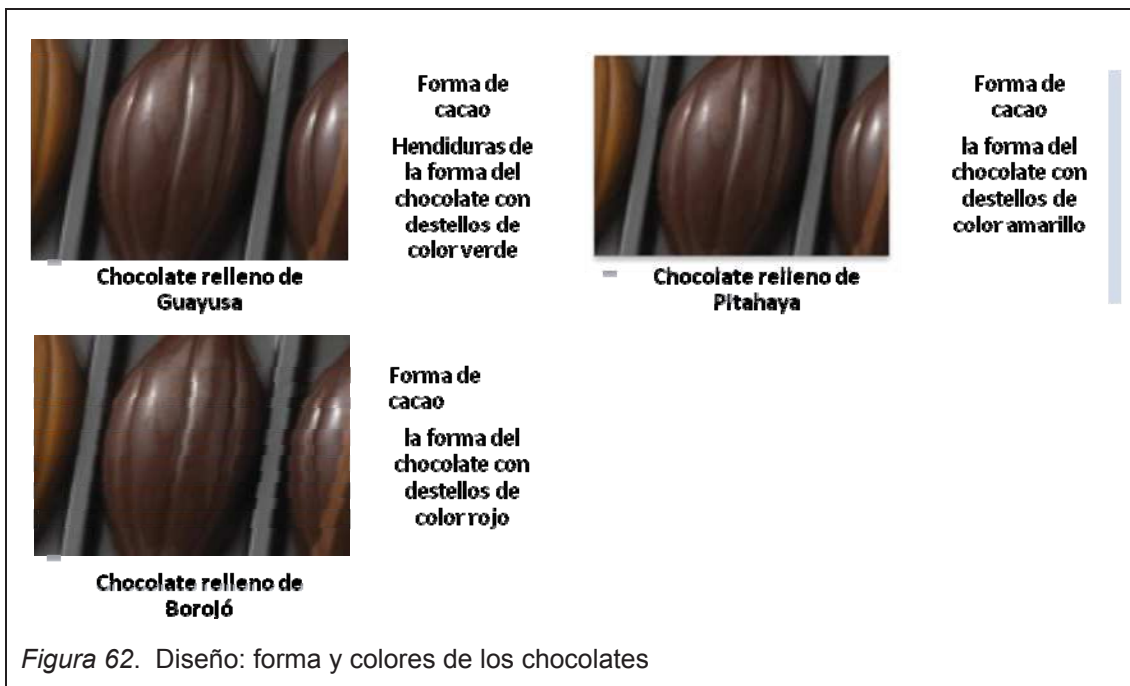 Forma de
cacao
Hendiduras de
la forma del
chocolate con
destellos de
color verde
Chocolate relleno de
Guayusa
Forma de
cacao
la forma del
chocolate con
destellos de
color amarillo
Chocolate relleno de
Pitahaya
Forma de
cacao
la forma del
chocolate con
destellos de
color rojo
Chocolate relleno de
Borojó
Figura 62. Diseño: forma y colores de los chocolates